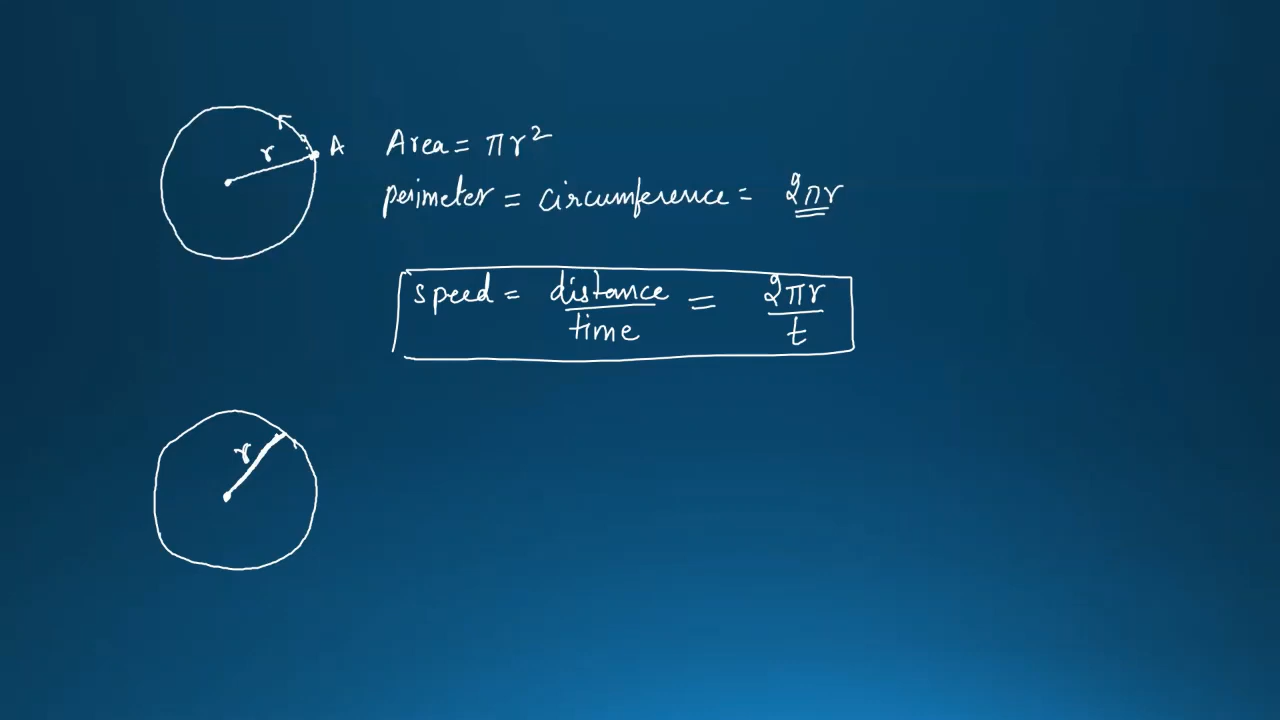 r A
Area = πr²
perimeter = circumference = 2πr
speed = distance/time = 2πr/t
r